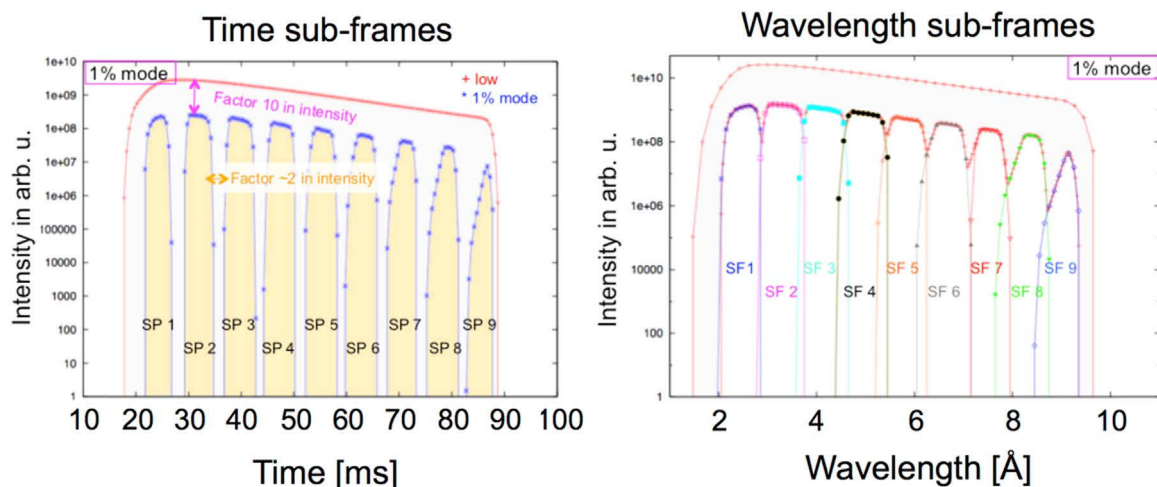 Time sub-frames
1% mode
+ low
* 1% mode
Factor 10 in intensity
Factor ~2 in intensity
Intensity in arb. u.
1e+10
1e+09
1e+08
1e+07
1e+06
100000
10000
1000
100
10
1
SP 1
SP 2
SP 3
SP 4
SP 5
SP 6
SP 7
SP 8
SP 9
10 20 30 40 50 60 70 80 90 100
Time [ms]
Wavelength sub-frames
1% mode
Intensity in arb. u.
1e+10
1e+08
1e+06
10000
100
1
SF1
SF 2
SF 3
SF 4
SF 5
SF 6
SF 7
SF 8
SF 9
2 4 6 8 10
Wavelength [Å]